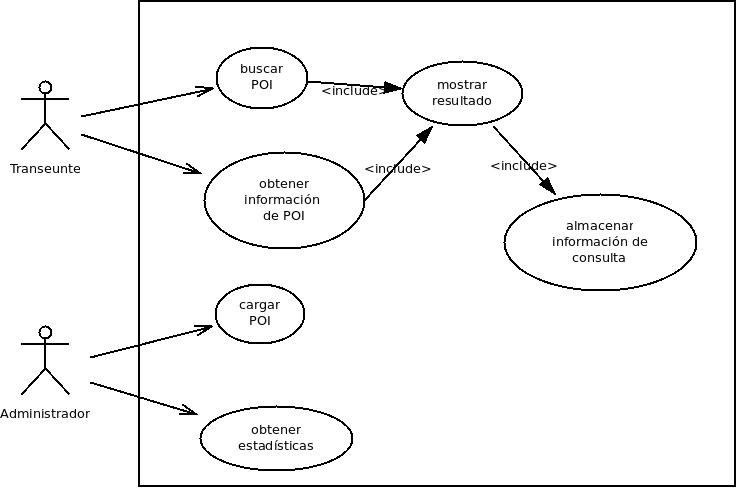 buscar
POI
<include>
mostrar
resultado
Transeunte
obtener
información
de POI
<include>
<include>
almacenar
información de
consulta
cargar
POI
Administrador
obtener
estadísticas